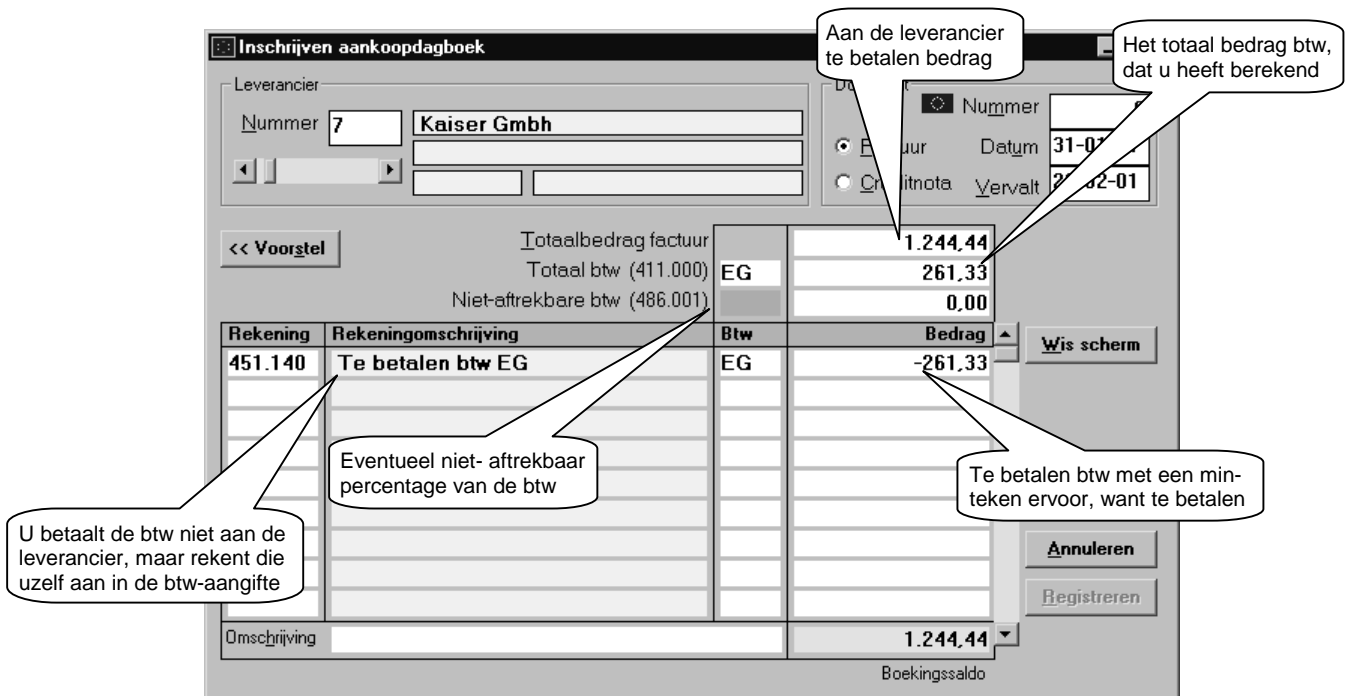 Aan de leverancier
te betalen bedrag
Het totaal bedrag btw,
dat u heeft berekend
Inschrijven aankoopdagboek
Leverancier
Nummer 7 Kaiser Gmbh
Nummer
Datum
Creditnota Vervalt
<< Voorstel
Totaalbedrag factuur 1.244,44
Totaal btw (411.000) EG 261,33
Niet-aftrekbare btw (486.001) 0,00
Rekening Rekeningomschrijving Btw Bedrag
Wis scherm
451.140 Te betalen btw EG EG -261,33
Eventueel niet- aftrekbaar
percentage van de btw
Te betalen btw met een min-
teken ervoor, want te betalen
U betaalt de btw niet aan de
leverancier, maar rekent die
uzelf aan in de btw-aangifte
Annuleren
Registreren
Omschrijving 1.244,44
Boekingssaldo